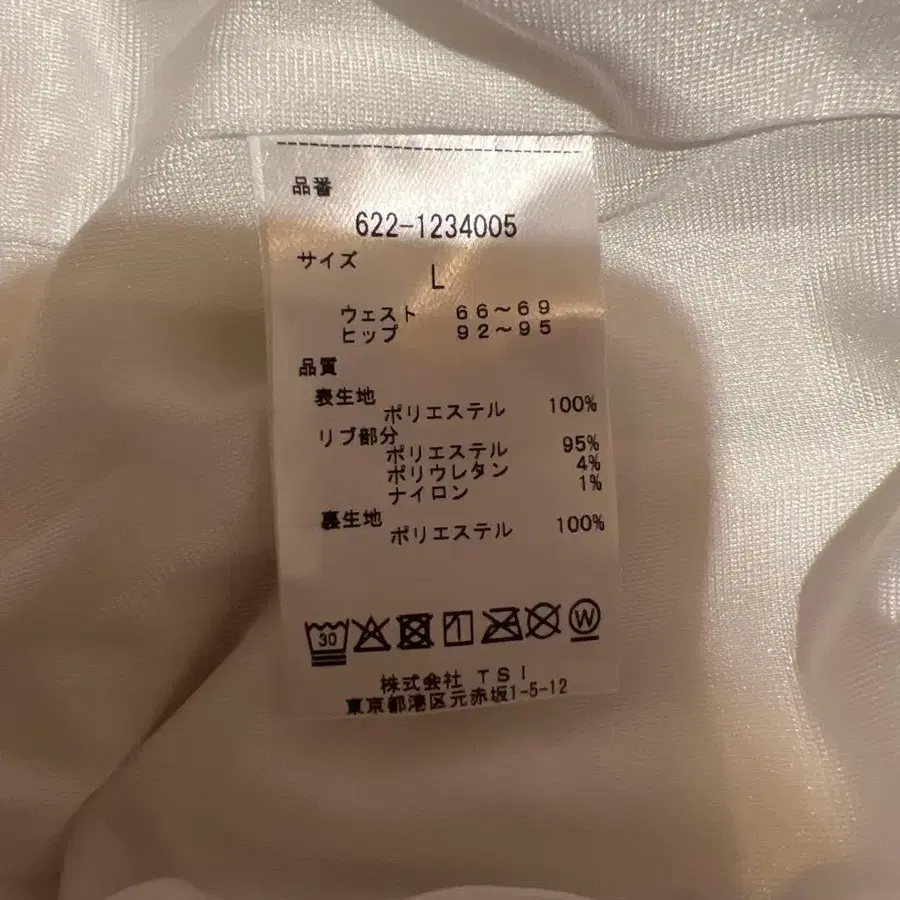 品番
622-1234005
サイズ
L
ウェスト 66～69
ヒップ 92～95
品質
表生地
ポリエステル 100%
リブ部分
ポリエステル 95%
ポリウレタン 4%
ナイロン 1%
裏生地
ポリエステル 100%
30 W
株式会社 TSI
東京都港区元赤坂1-5-12